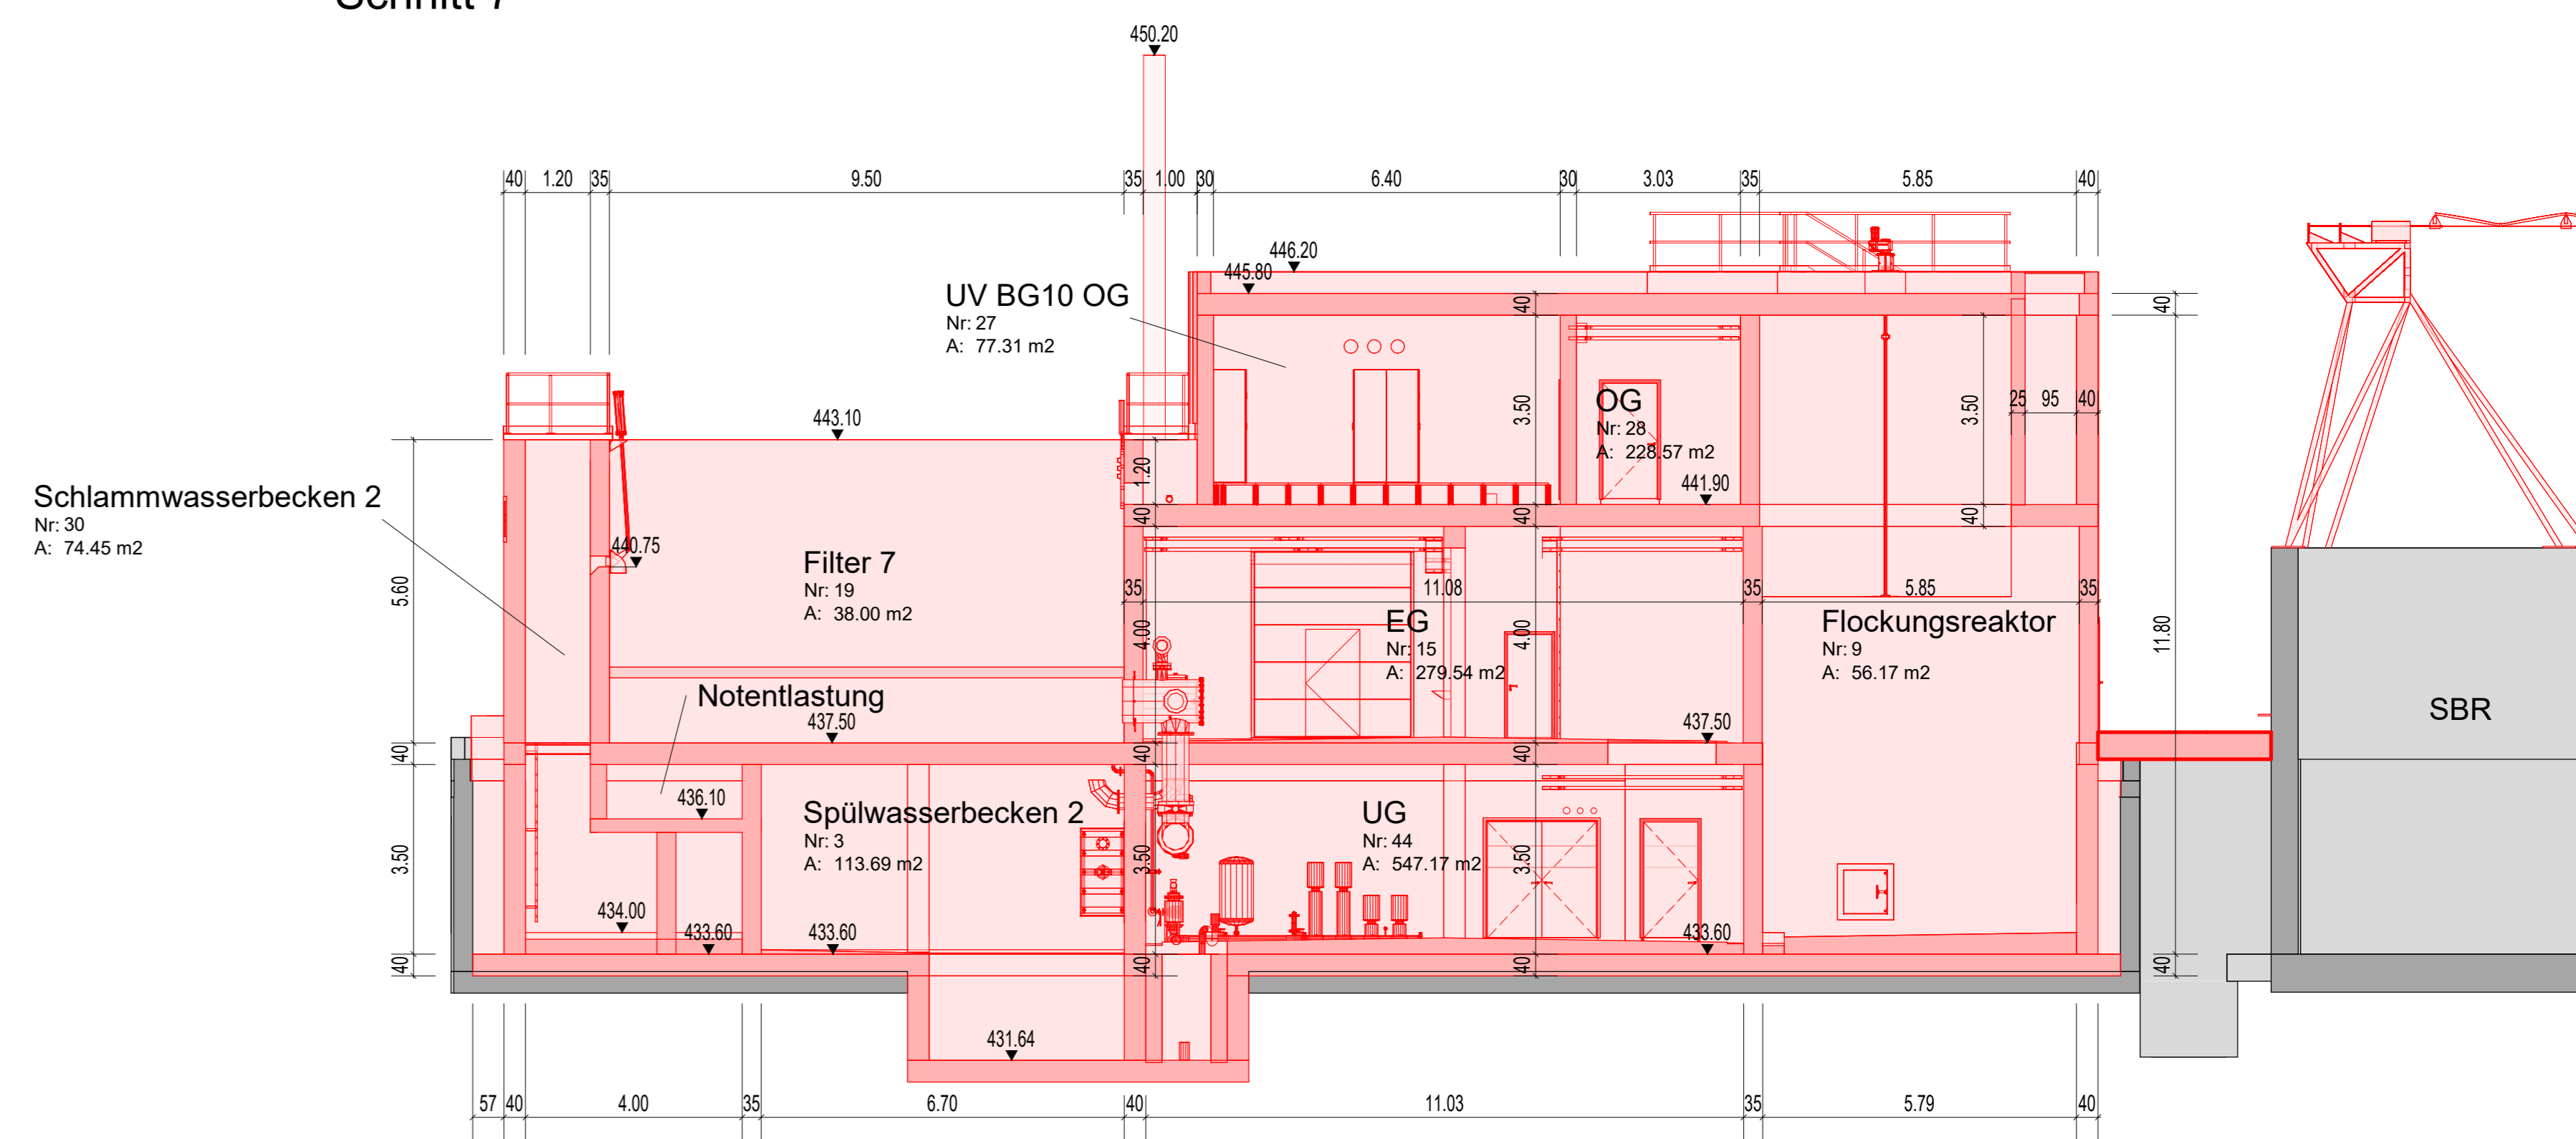 Schnitt 7
450.20
40 1.20 35 9.50 35 1.00 30 6.40 30 3.03 35 5.85 40
446.20
445.80
UV BG10 OG
Nr: 27
A: 77.31 m2
40
40
3.50
OG
Nr: 28
A: 228.57 m2
3.50
25 95 40
443.10
1.20
441.90
Schlammwasserbecken 2
Nr: 30
A: 74.45 m2
40
40
40
440.75
Filter 7
Nr: 19
A: 38.00 m2
5.60
35 11.08 35 5.85 35
4.00
EG
Nr: 15
A: 279.54 m2
4.00
Flockungsreaktor
Nr: 9
A: 56.17 m2
11.80
Notentlastung
SBR
437.50
437.50
40
40
40
436.10
Spülwasserbecken 2
Nr: 3
A: 113.69 m2
UG
Nr: 44
A: 547.17 m2
3.50
3.50
3.50
434.00
433.60
433.60
433.60
40
40
40
40
431.64
57 40 4.00 35 6.70 40 11.03 35 5.79 40